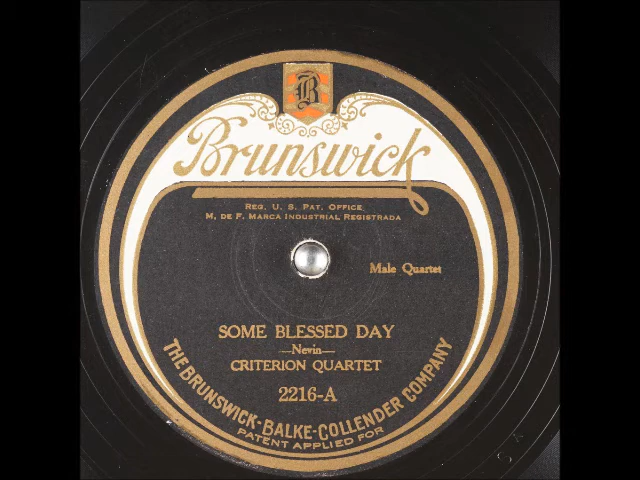 B
Brunswick
REG. U. S. PAT. OFFICE
M. DE F. MARCA INDUSTRIAL REGISTRADA
Male Quartet
SOME BLESSED DAY
—Nevin—
CRITERION QUARTET
2216-A
THE BRUNSWICK-BALKE-COLLENDER COMPANY
PATENT APPLIED FOR